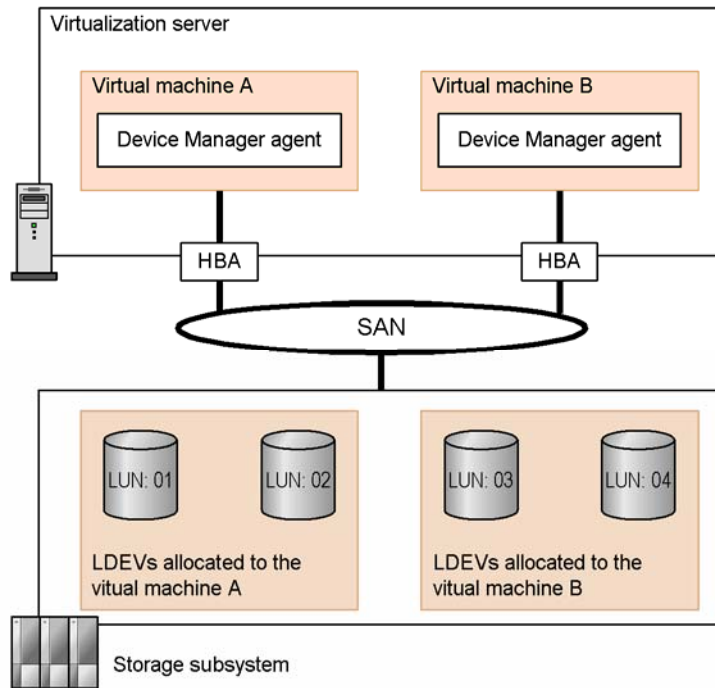 Virtualization server
Virtual machine A
Virtual machine B
Device Manager agent
Device Manager agent
HBA
HBA
SAN
LUN: 01
LUN: 02
LUN: 03
LUN: 04
LDEVs allocated to the
vitual machine A
LDEVs allocated to the
vitual machine B
Storage subsystem